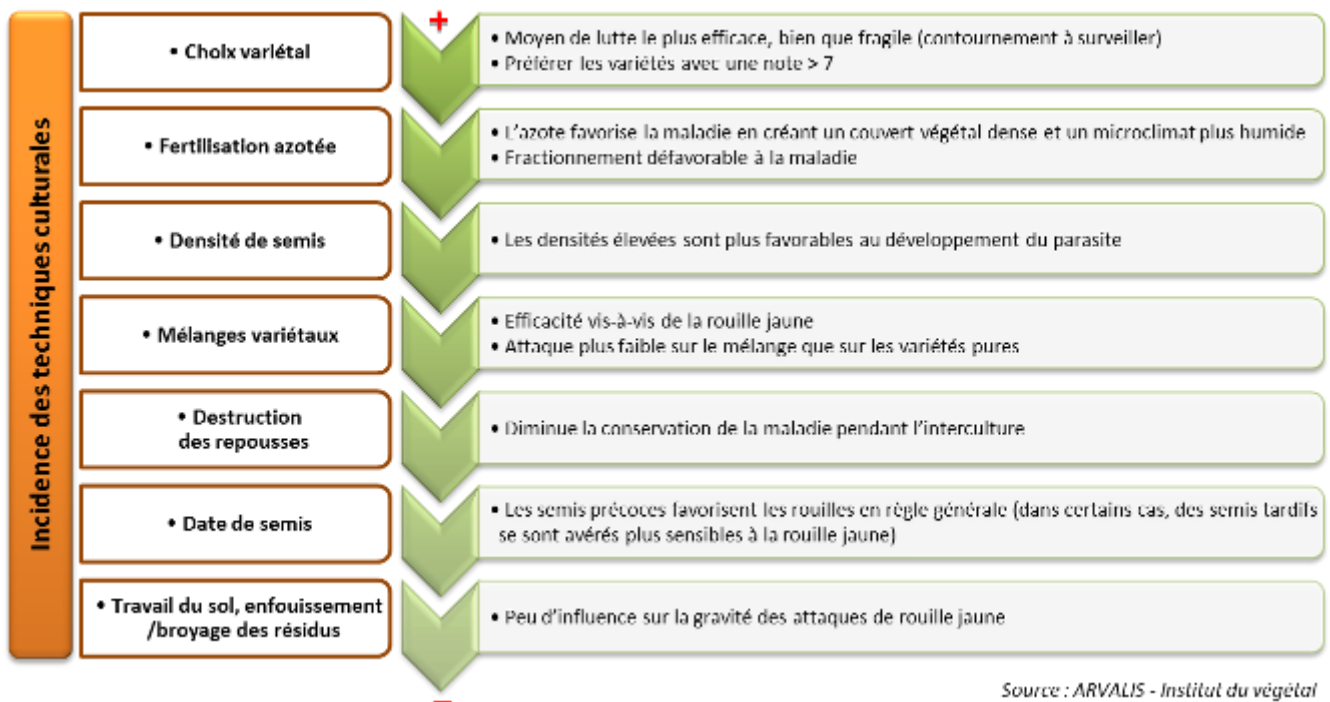 Incidence des techniques culturales
+
• Choix variétal
• Moyen de lutte le plus efficace, bien que fragile (contournement à surveiller)
• Préférer les variétés avec une note > 7
• Fertilisation azotée
• L'azote favorise la maladie en créant un couvert végétal dense et un microclimat plus humide
• Fractionnement défavorable à la maladie
• Densité de semis
• Les densités élevées sont plus favorables au développement du parasite
• Mélanges variétaux
• Efficacité vis-à-vis de la rouille jaune
• Attaque plus faible sur le mélange que sur les variétés pures
• Destruction
des repousses
• Diminue la conservation de la maladie pendant l'interculture
• Date de semis
• Les semis précoces favorisent les rouilles en règle générale (dans certains cas, des semis tardifs
se sont avérés plus sensibles à la rouille jaune)
• Travail du sol, enfouissement
/broyage des résidus
• Peu d'influence sur la gravité des attaques de rouille jaune
–
Source : ARVALIS - Institut du végétal